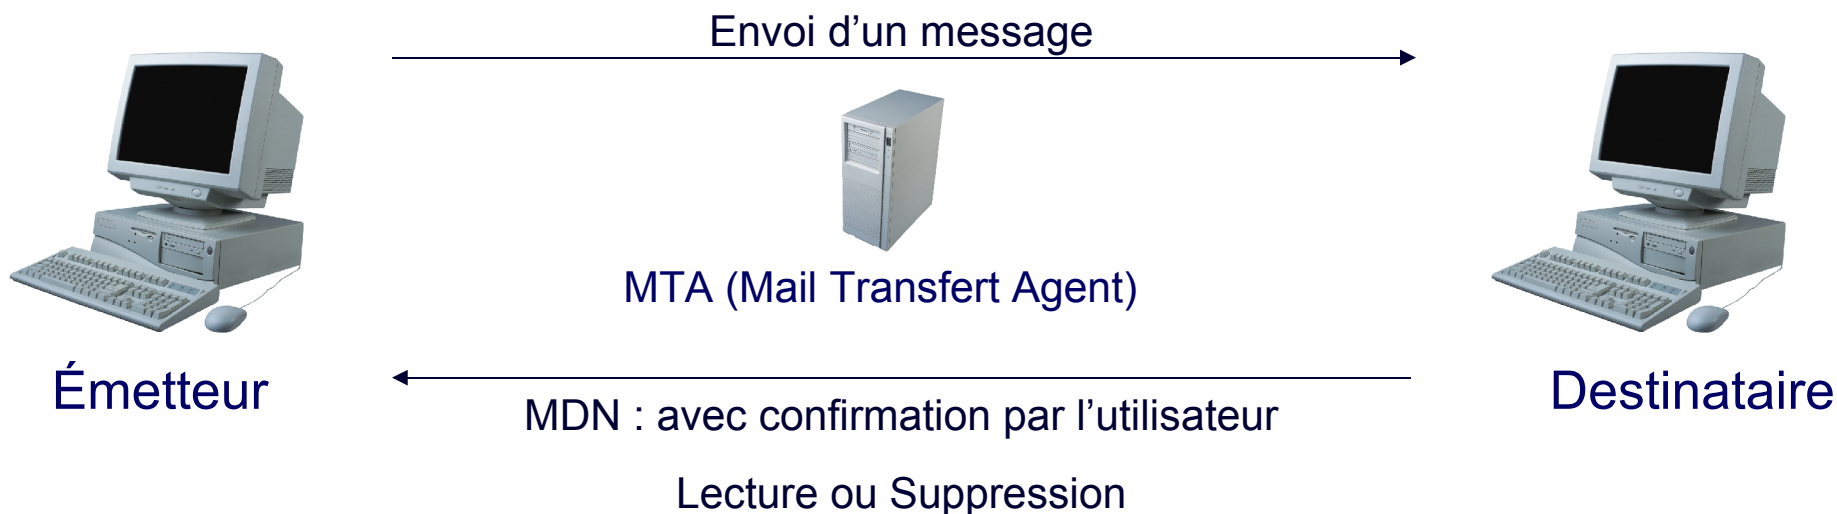 Envoi d’un message
MTA (Mail Transfert Agent)
Émetteur
Destinataire
MDN : avec confirmation par l’utilisateur
Lecture ou Suppression